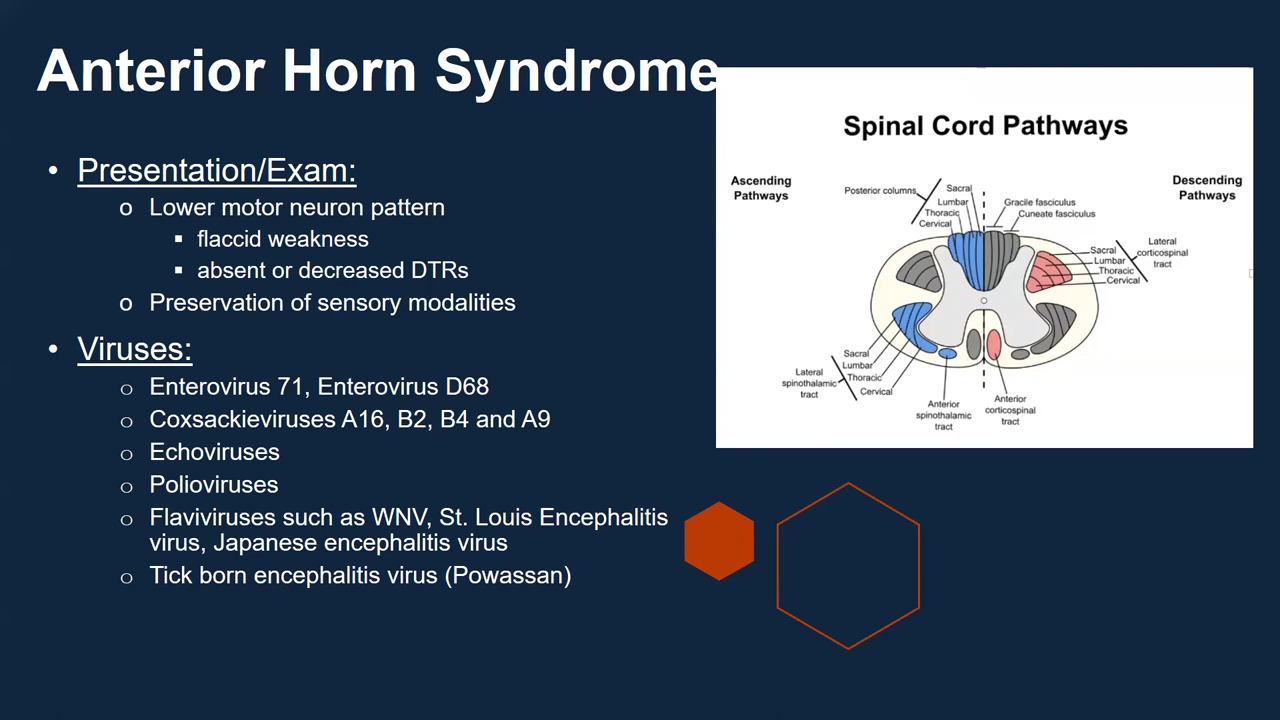 Anterior Horn Syndrome
• Presentation/Exam:
o Lower motor neuron pattern
▪ flaccid weakness
▪ absent or decreased DTRs
o Preservation of sensory modalities
• Viruses:
o Enterovirus 71, Enterovirus D68
o Coxsackieviruses A16, B2, B4 and A9
o Echoviruses
o Polioviruses
o Flaviviruses such as WNV, St. Louis Encephalitis
virus, Japanese encephalitis virus
o Tick born encephalitis virus (Powassan)
Spinal Cord Pathways
Ascending
Pathways
Descending
Pathways
Posterior columns
Sacral
Lumbar
Thoracic
Cervical
Gracile fasciculus
Cuneate fasciculus
Sacral
Lumbar
Thoracic
Cervical
Lateral
corticospinal
tract
Sacral
Lumbar
Thoracic
Cervical
Lateral
spinothalamic
tract
Anterior
spinothalamic
tract
Anterior
corticospinal
tract